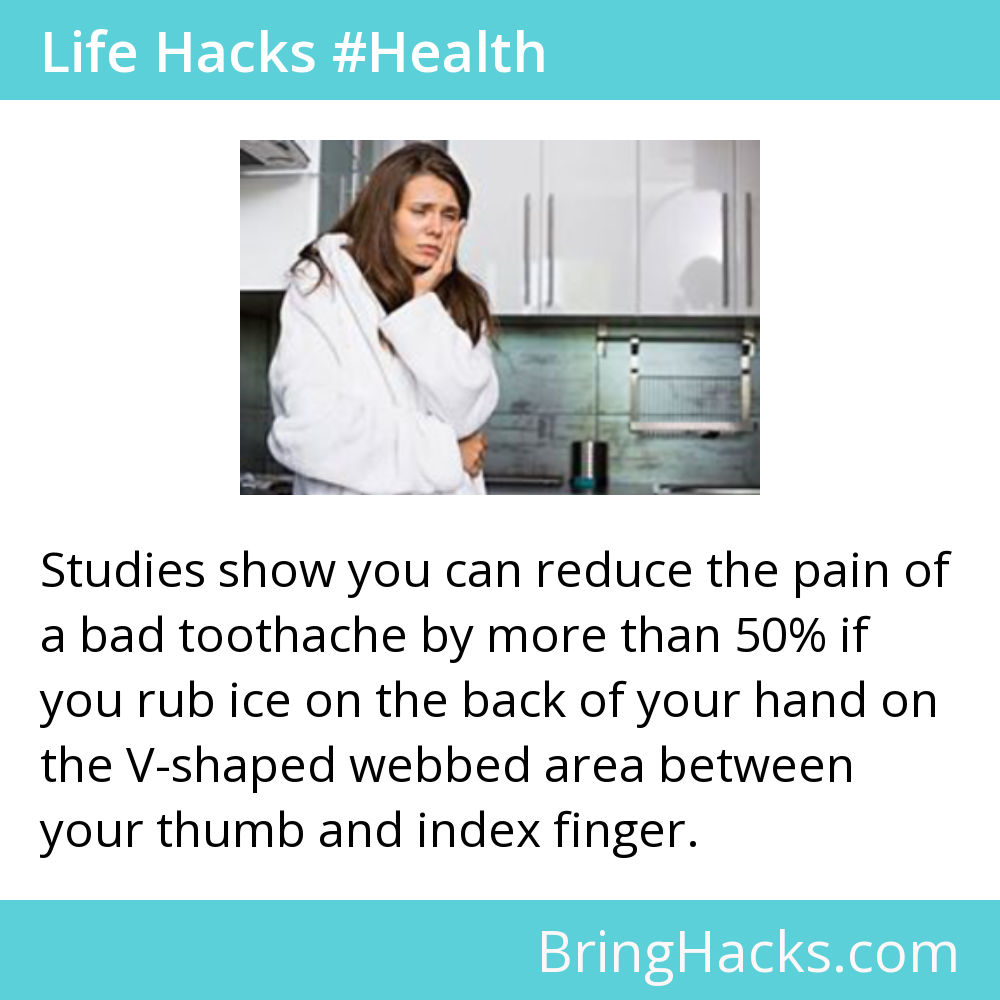 Life Hacks #Health
Studies show you can reduce the pain of
a bad toothache by more than 50% if
you rub ice on the back of your hand on
the V-shaped webbed area between
your thumb and index finger.
BringHacks.com